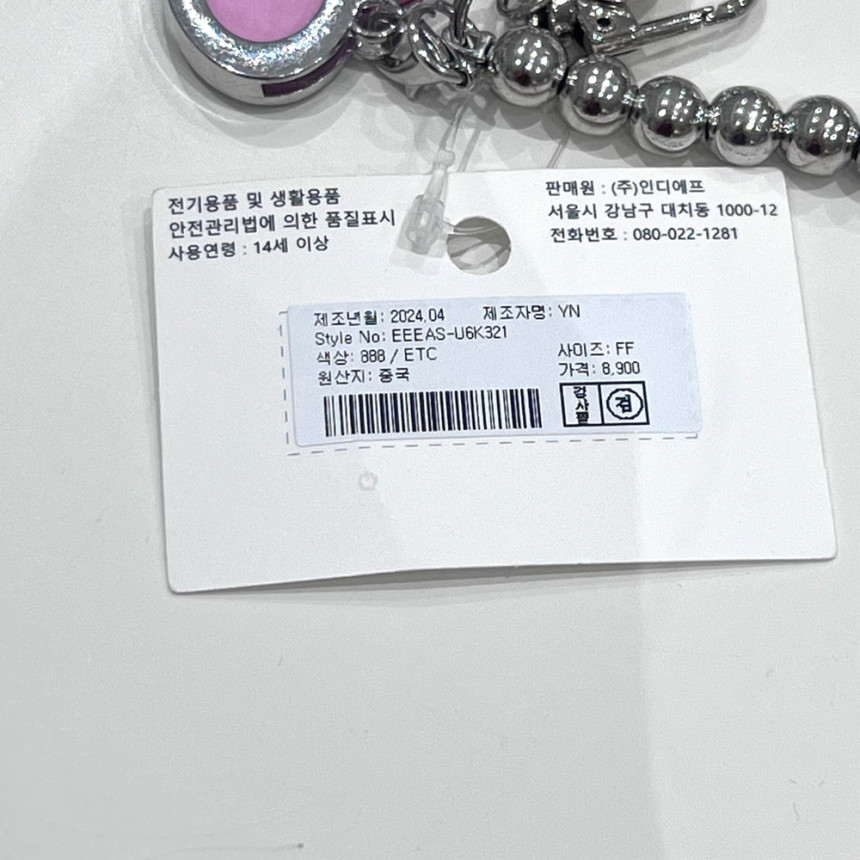 전기용품 및 생활용품
안전관리법에 의한 품질표시
사용연령 : 14세 이상
판매원 : (주)인디에프
서울시 강남구 대치동 1000-12
전화번호 : 080-022-1281
제조년월: 2024.04 제조자명: YN
Style No: EEEAS-U6K321
색상: 888 / ETC 사이즈: FF
원산지: 중국 가격: 8,900
검사필 검